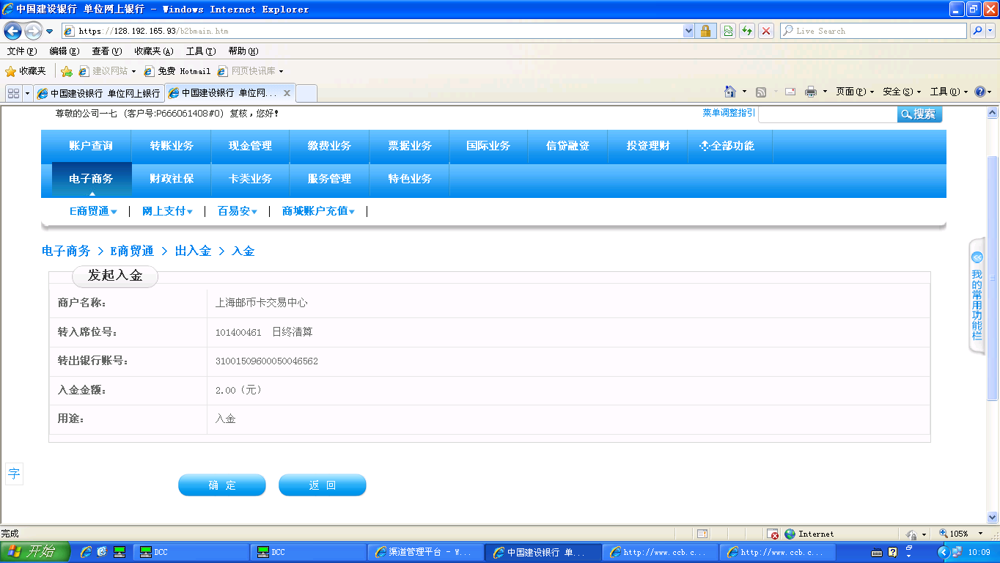 中国建设银行 单位网上银行 - Windows Internet Explorer
https://128.192.165.93/b2bmain.htm
Live Search
文件(F) 编辑(E) 查看(V) 收藏夹(A) 工具(T) 帮助(H)
收藏夹 建议网站 免费 Hotmail 网页快讯库
中国建设银行 单位网上银行 中国建设银行 单位网... X 页面(P) 安全(S) 工具(O)
尊敬的公司一七 (客户号:P666061408#0) 复核,您好! 菜单调整指引 搜索
账户查询 转账业务 现金管理 缴费业务 票据业务 国际业务 信贷融资 投资理财 全部功能
电子商务 财政社保 卡类业务 服务管理 特色业务
E商贸通 | 网上支付 | 百易安 | 商城账户充值 |
电子商务 > E商贸通 > 出入金 > 入金
发起入金
商户名称: 上海邮币卡交易中心
转入席位号: 101400461 日终清算
转出银行账号: 31001509600050046562
入金金额: 2.00 (元)
用途: 入金
我的常用功能栏
字
确 定 返 回
完成 Internet 105%
开始 DCC DCC 渠道管理平台 - W... 中国建设银行 单... http://www.ccb.c... http://www.ccb.c... 10:09